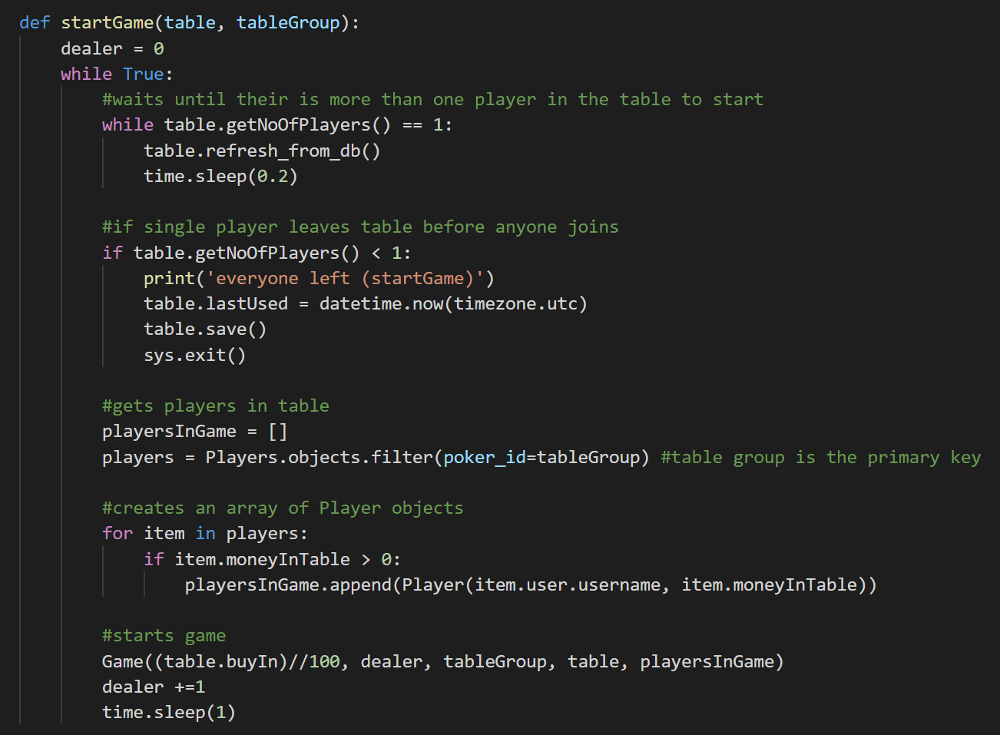 def startGame(table, tableGroup):
    dealer = 0
    while True:
        #waits until their is more than one player in the table to start
        while table.getNoOfPlayers() == 1:
            table.refresh_from_db()
            time.sleep(0.2)

        #if single player leaves table before anyone joins
        if table.getNoOfPlayers() < 1:
            print('everyone left (startGame)')
            table.lastUsed = datetime.now(timezone.utc)
            table.save()
            sys.exit()

        #gets players in table
        playersInGame = []
        players = Players.objects.filter(poker_id=tableGroup) #table group is the primary key

        #creates an array of Player objects
        for item in players:
            if item.moneyInTable > 0:
                playersInGame.append(Player(item.user.username, item.moneyInTable))

        #starts game
        Game((table.buyIn)//100, dealer, tableGroup, table, playersInGame)
        dealer +=1
        time.sleep(1)